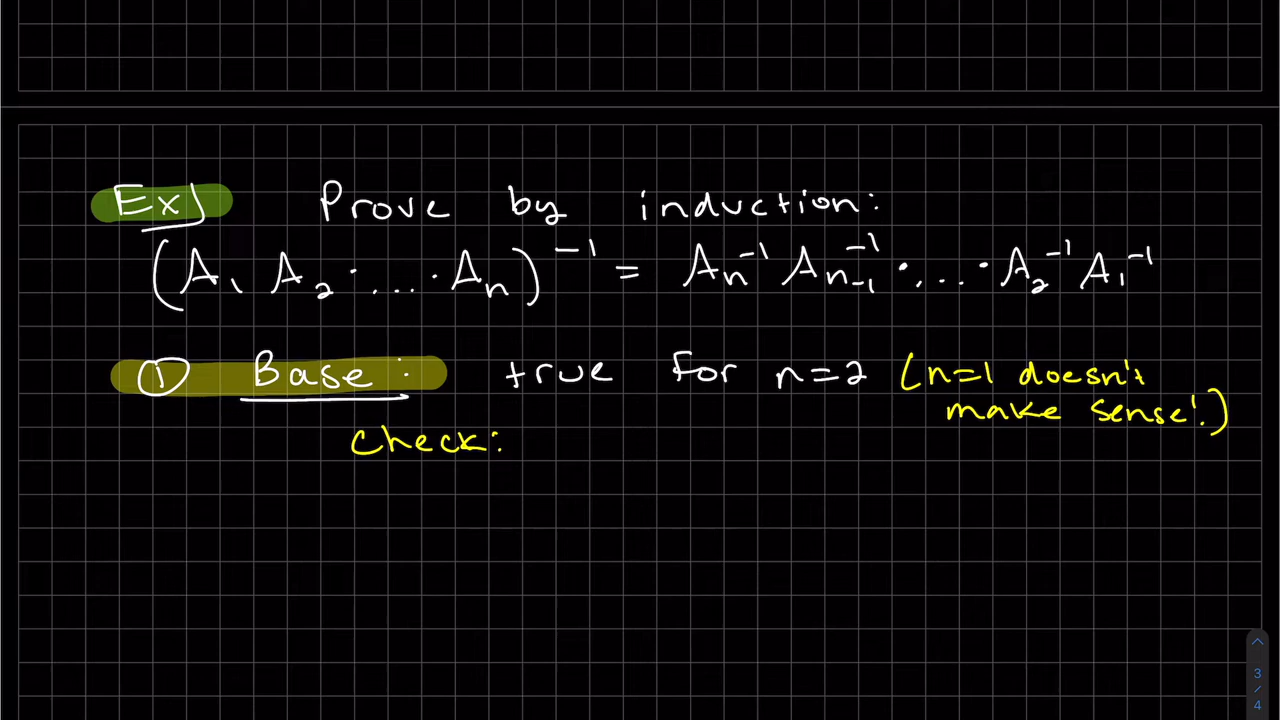 Ex) Prove by induction:
(A₁ A₂ · ... · Aₙ)⁻¹ = Aₙ⁻¹ Aₙ₋₁⁻¹ · ... · A₂⁻¹ A₁⁻¹
① Base: true for n=2 (n=1 doesn't
make sense!)
check:
3
/
4